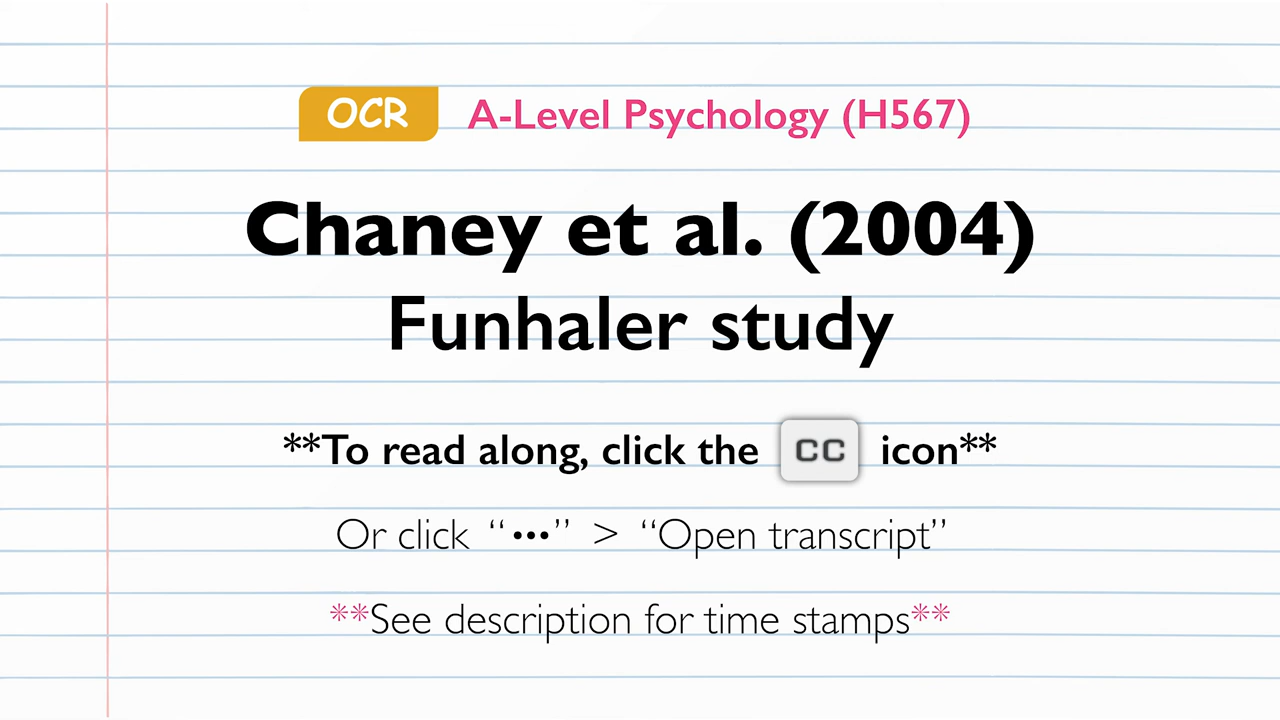 OCR A-Level Psychology (H567)
Chaney et al. (2004)
Funhaler study
**To read along, click the CC icon**
Or click “•••” > “Open transcript”
**See description for time stamps**